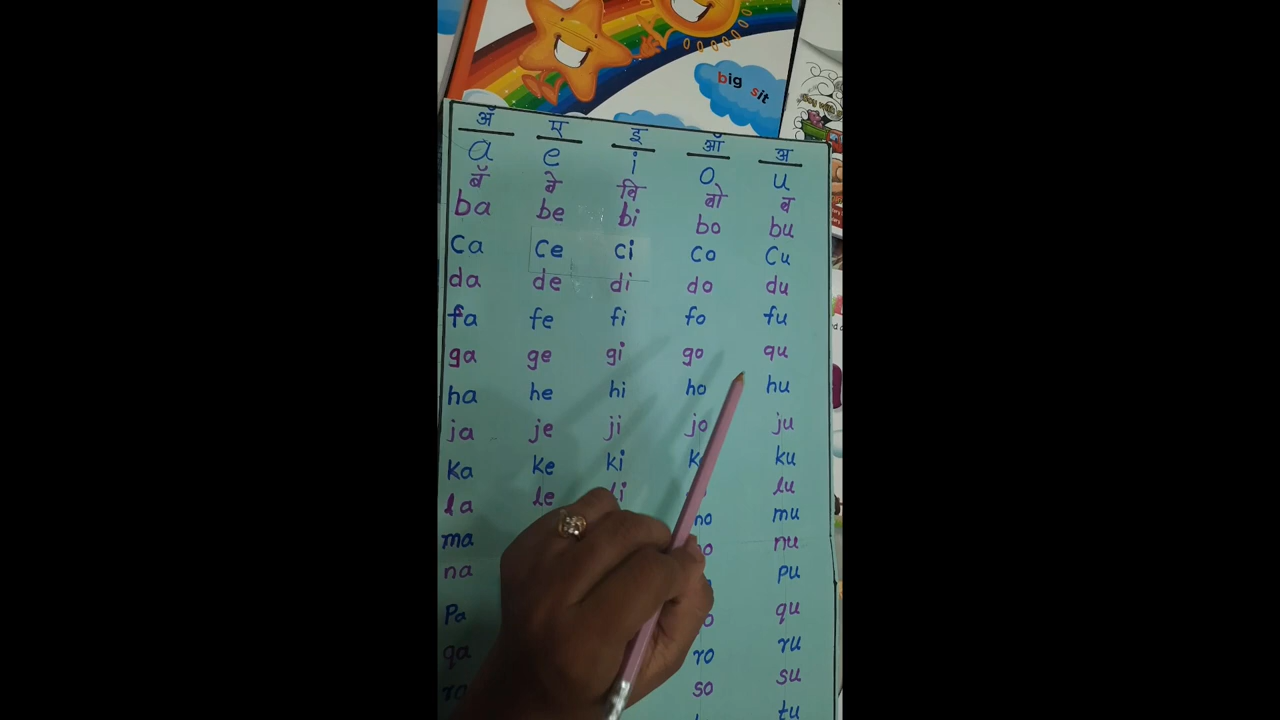 big sit
अॅ ए इ ऑ अ
a e i o u
बॅ बे बि बो ब
ba be bi bo bu
Ca Ce Ci Co Cu
da de di do du
fa fe fi fo fu
ga ge gi go qu
ha he hi ho hu
ja je ji jo ju
Ka Ke Ki ku
la le li lu
ma mo mu
na nu
Pa pu
qa qu
ro ru
so su
tu